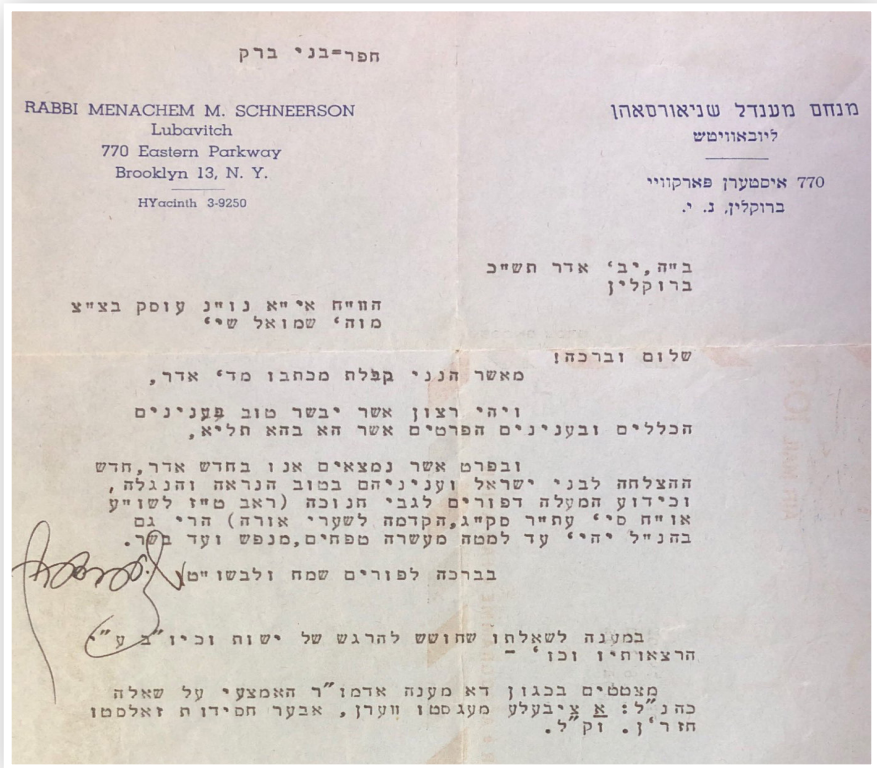 חפר=בני ברק
RABBI MENACHEM M. SCHNEERSON
Lubavitch
770 Eastern Parkway
Brooklyn 13, N. Y.
HYacinth 3-9250
מנחם מענדל שניאורסאהן
ליובאוויטש
770 איסטערן פארקוויי
ברוקלין, נ. י.
ב"ה, יב' אדר תש"כ
ברוקלין
הוו"ח אי"א נו"נ עוסק בצ"צ
מוה' שמואל שי'
שלום וברכה!
מאשר הנני קבלת מכתבו מד' אדר,
ויהי רצון אשר יבשר טוב בענינים
הכללים ובענינים הפרטים אשר הא בהא תליא,
ובפרט אשר נמצאים אנו בחדש אדר,חדש
ההצלחה לבני ישראל ועניניהם בטוב הנראה והנגלה,
וכידוע המעלה דפורים לגבי חנוכה (ראב ט"ז לשו"ע
או"ח סי' עת"ר סק"ג,הקדמה לשערי אורה) הרי גם
בהנ"ל יהי' עד למטה מעשרה טפחים,מנפש ועד בשר.
בברכה לפורים שמח ולבשו"ט
במענה לשאלתו שחושש להרגש של ישות וכיו"ב ע"י
הרצאותיו וכו' -
מצטטים בכגון דא מענה אדמו"ר האמצעי על שאלה
כהנ"ל: א ציבעלע מעגסטו ווערן, אבער חסידות זאלסטו
חזר'ן. וק"ל.